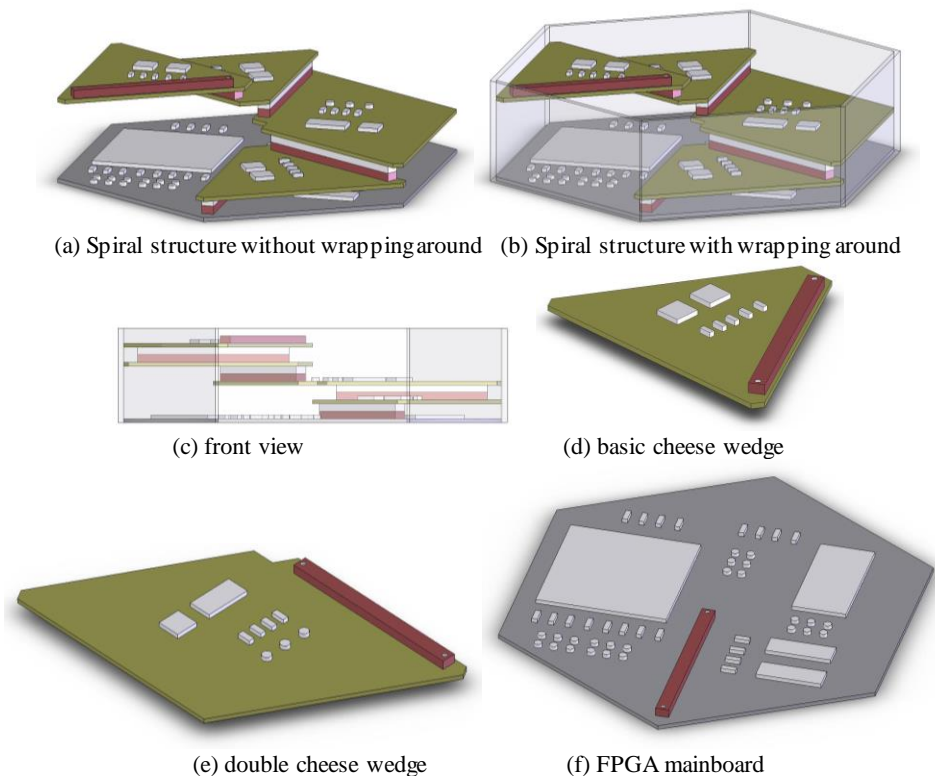 (a) Spiral structure without wrapping around
(b) Spiral structure with wrapping around
(c) front view
(d) basic cheese wedge
(e) double cheese wedge
(f) FPGA mainboard